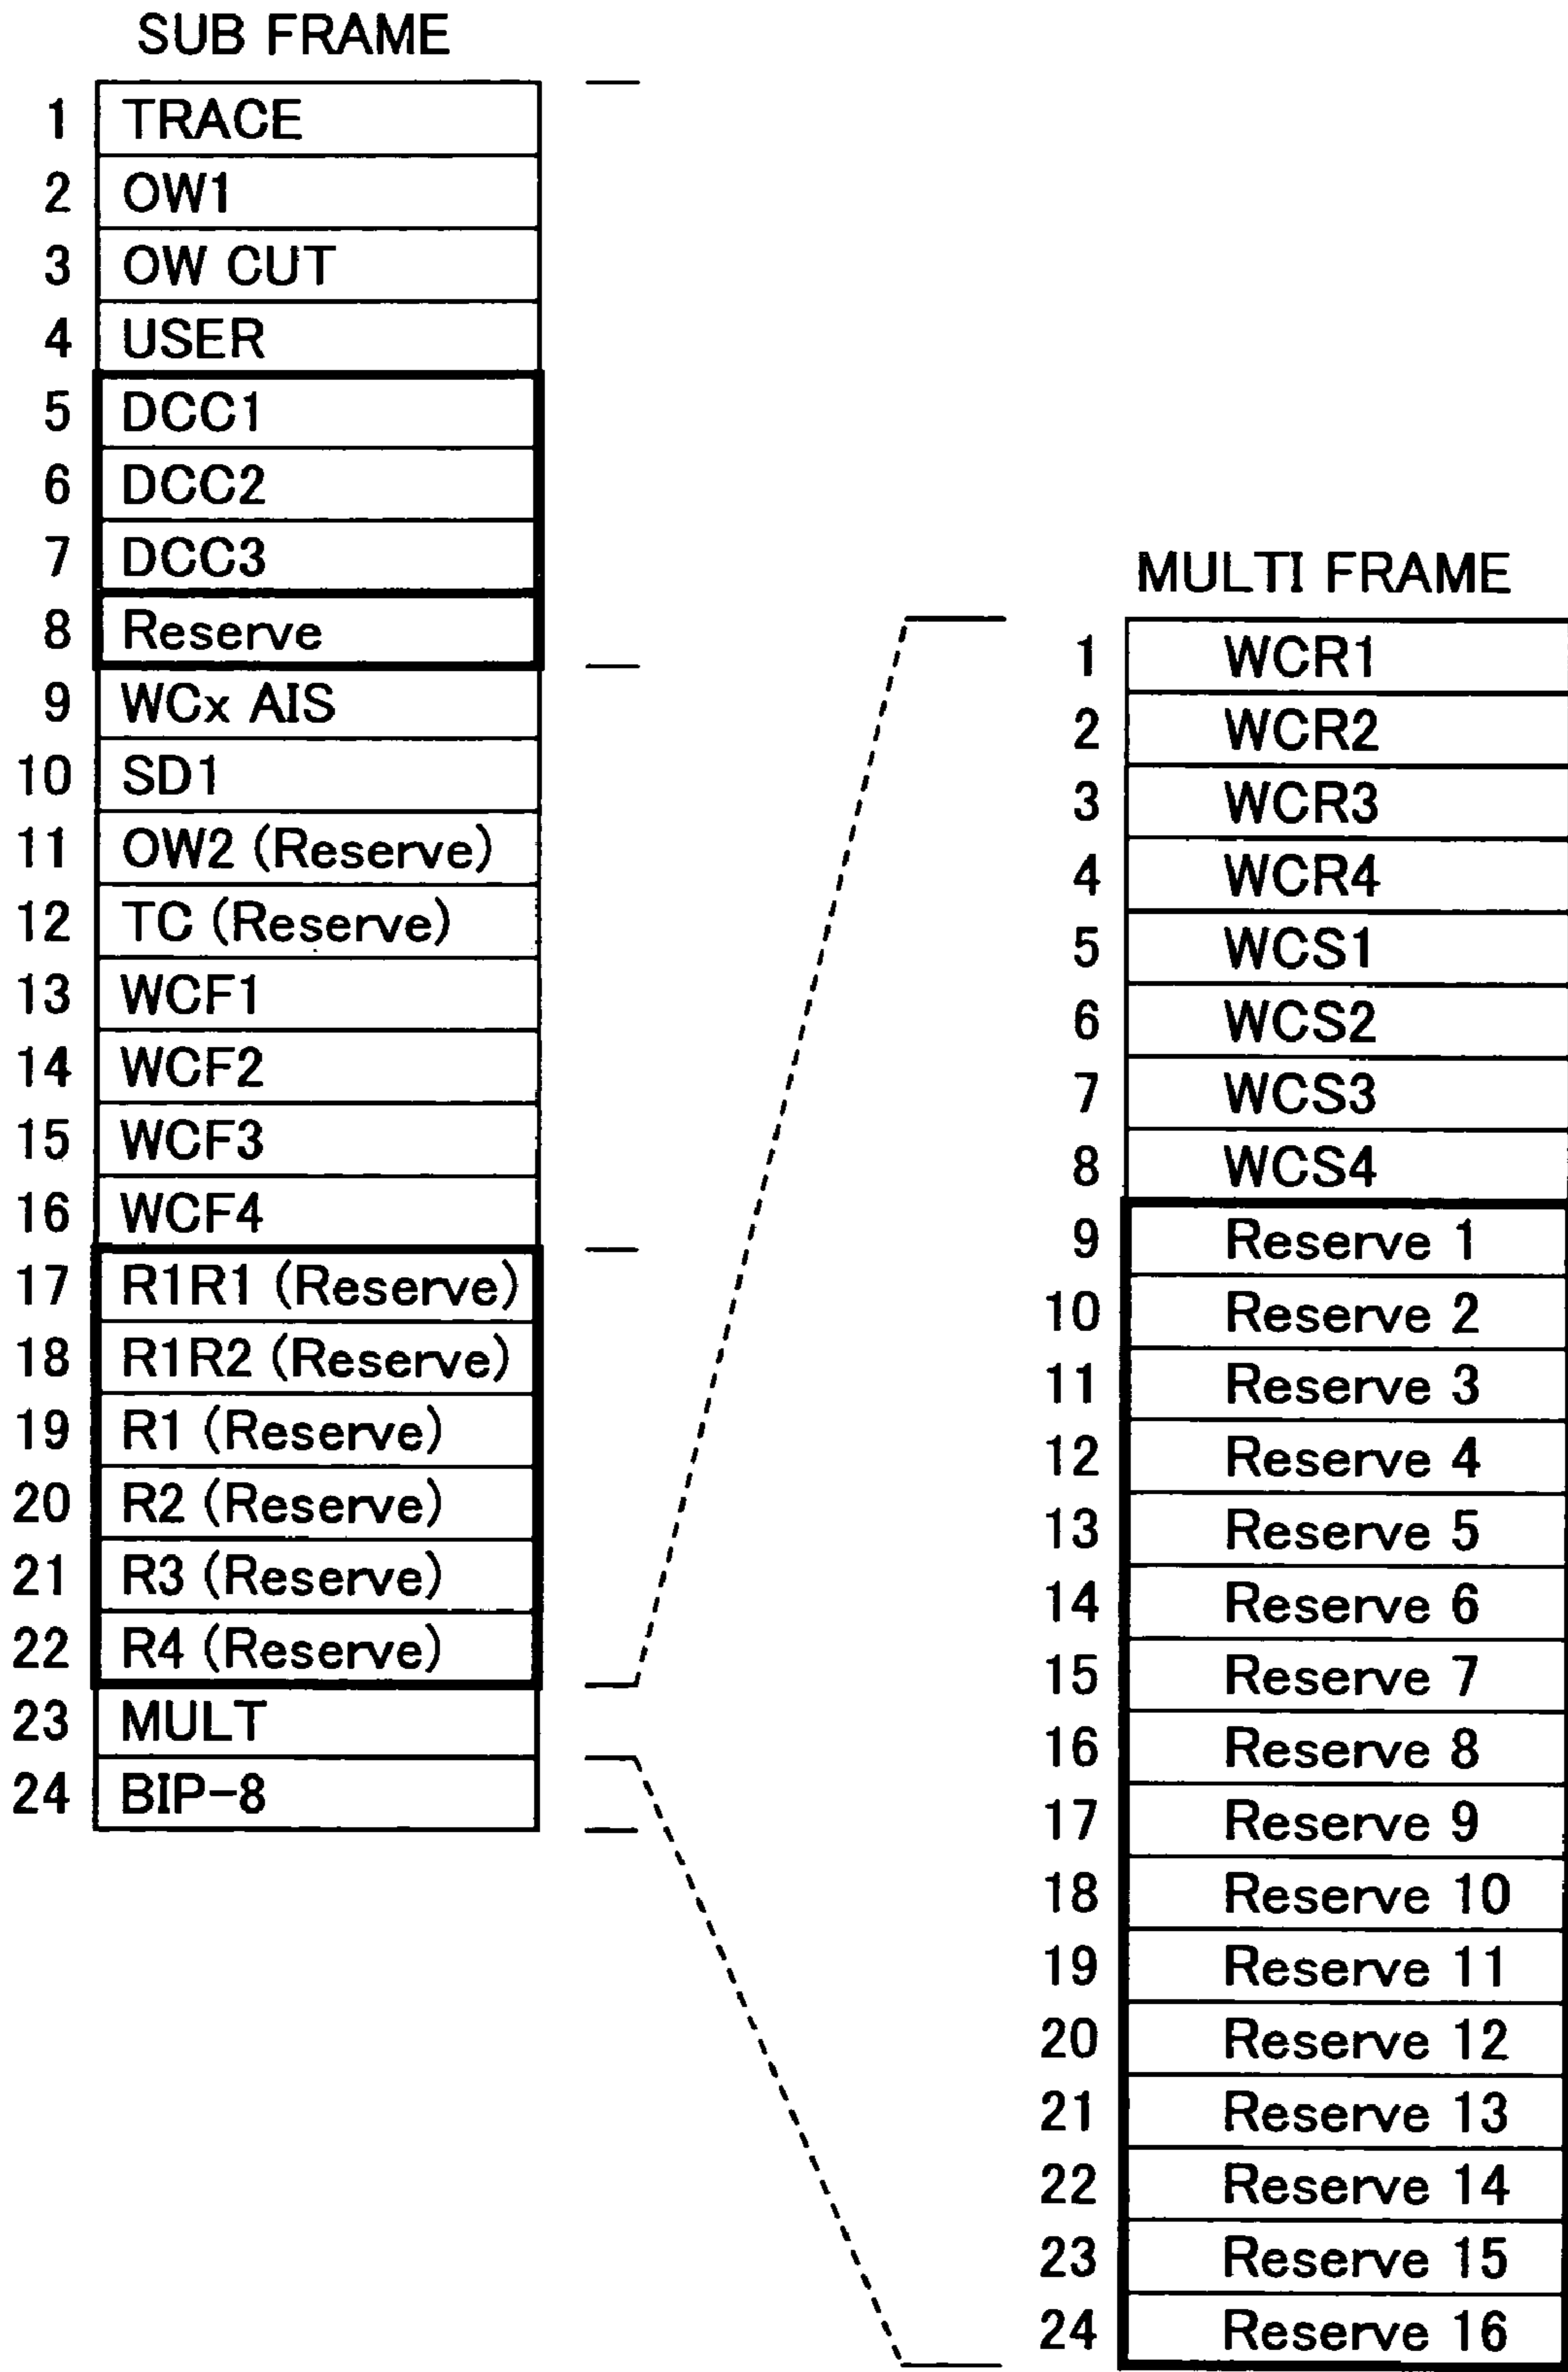 SUB FRAME
1 TRACE
2 OW1
3 OW CUT
4 USER
5 DCC1
6 DCC2
7 DCC3
8 Reserve
9 WCx AIS
10 SD1
11 OW2 (Reserve)
12 TC (Reserve)
13 WCF1
14 WCF2
15 WCF3
16 WCF4
17 R1R1 (Reserve)
18 R1R2 (Reserve)
19 R1 (Reserve)
20 R2 (Reserve)
21 R3 (Reserve)
22 R4 (Reserve)
23 MULT
24 BIP-8
MULTI FRAME
1 WCR1
2 WCR2
3 WCR3
4 WCR4
5 WCS1
6 WCS2
7 WCS3
8 WCS4
9 Reserve 1
10 Reserve 2
11 Reserve 3
12 Reserve 4
13 Reserve 5
14 Reserve 6
15 Reserve 7
16 Reserve 8
17 Reserve 9
18 Reserve 10
19 Reserve 11
20 Reserve 12
21 Reserve 13
22 Reserve 14
23 Reserve 15
24 Reserve 16